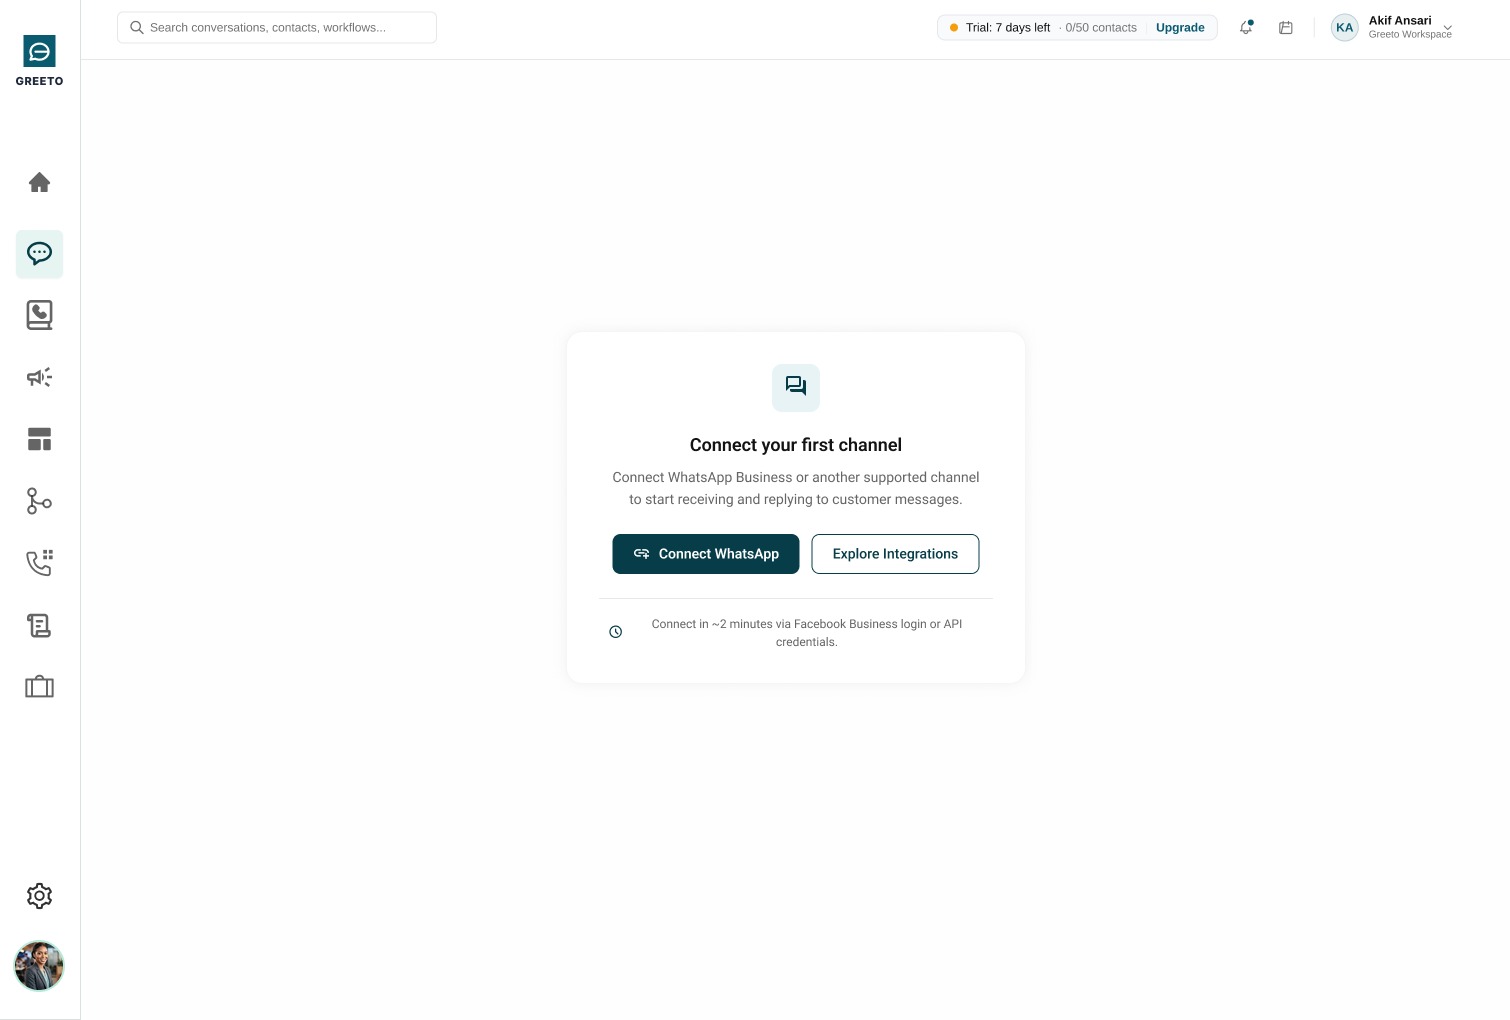 GREETO
Search conversations, contacts, workflows...
Trial: 7 days left · 0/50 contacts Upgrade
KA
Akif Ansari
Greeto Workspace
Connect your first channel
Connect WhatsApp Business or another supported channel
to start receiving and replying to customer messages.
Connect WhatsApp
Explore Integrations
Connect in ~2 minutes via Facebook Business login or API
credentials.